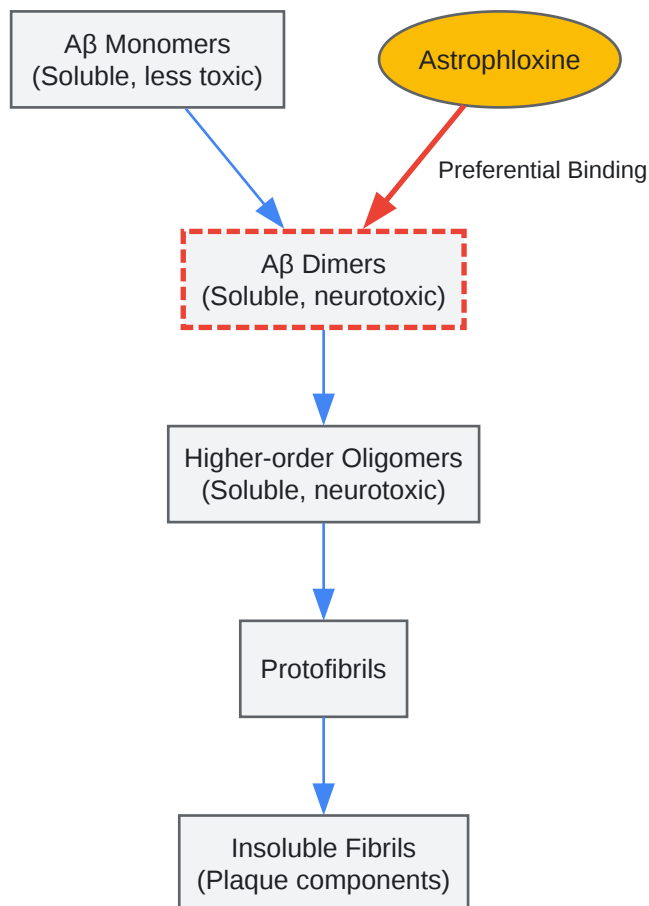 Aβ Monomers
(Soluble, less toxic)
Astrophloxine
Preferential Binding
Aβ Dimers
(Soluble, neurotoxic)
Higher-order Oligomers
(Soluble, neurotoxic)
Protofibrils
Insoluble Fibrils
(Plaque components)